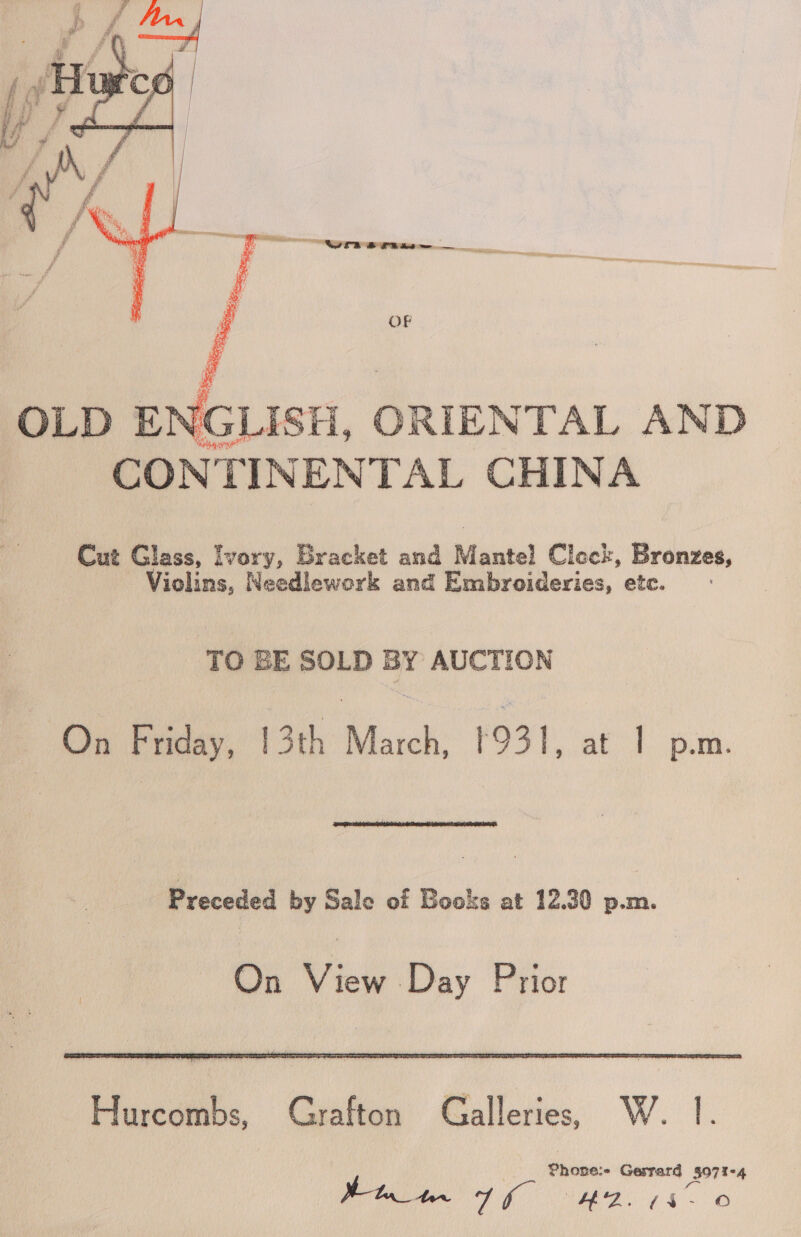 Hurco
OF
OLD ENGLISH, ORIENTAL AND
CONTINENTAL CHINA
Cut Glass, Ivory, Bracket and Mantel Clock, Bronzes,
Violins, Needlework and Embroideries, etc.
TO BE SOLD BY AUCTION
On Friday, 13th March, 1931, at 1 p.m.
Preceded by Sale of Books at 12.30 p.m.
On View Day Prior
Hurcombs, Grafton Galleries, W. 1.
Phone:- Gerrard 5971-4